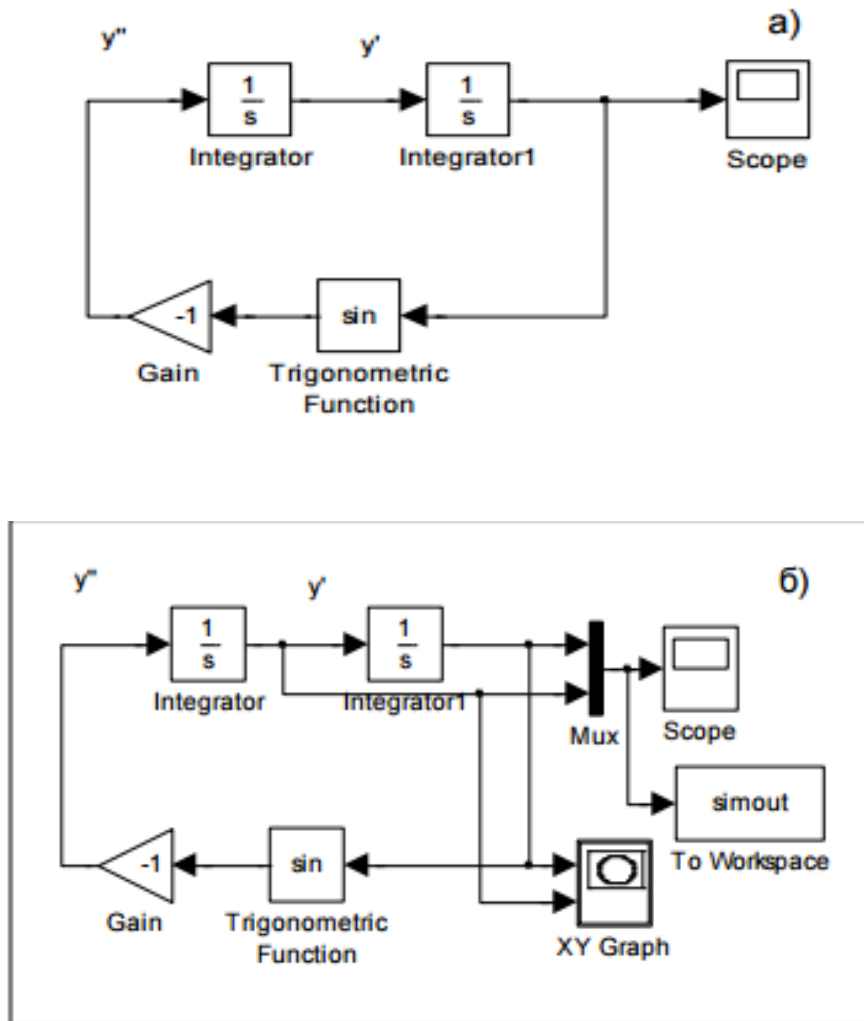 а)
y" y'
1
s
1
s
Integrator Integrator1 Scope
-1 sin
Gain Trigonometric
Function
б)
y" y'
1
s
1
s
Integrator Integrator1 Mux Scope
simout
To Workspace
-1 sin
Gain Trigonometric
Function
XY Graph